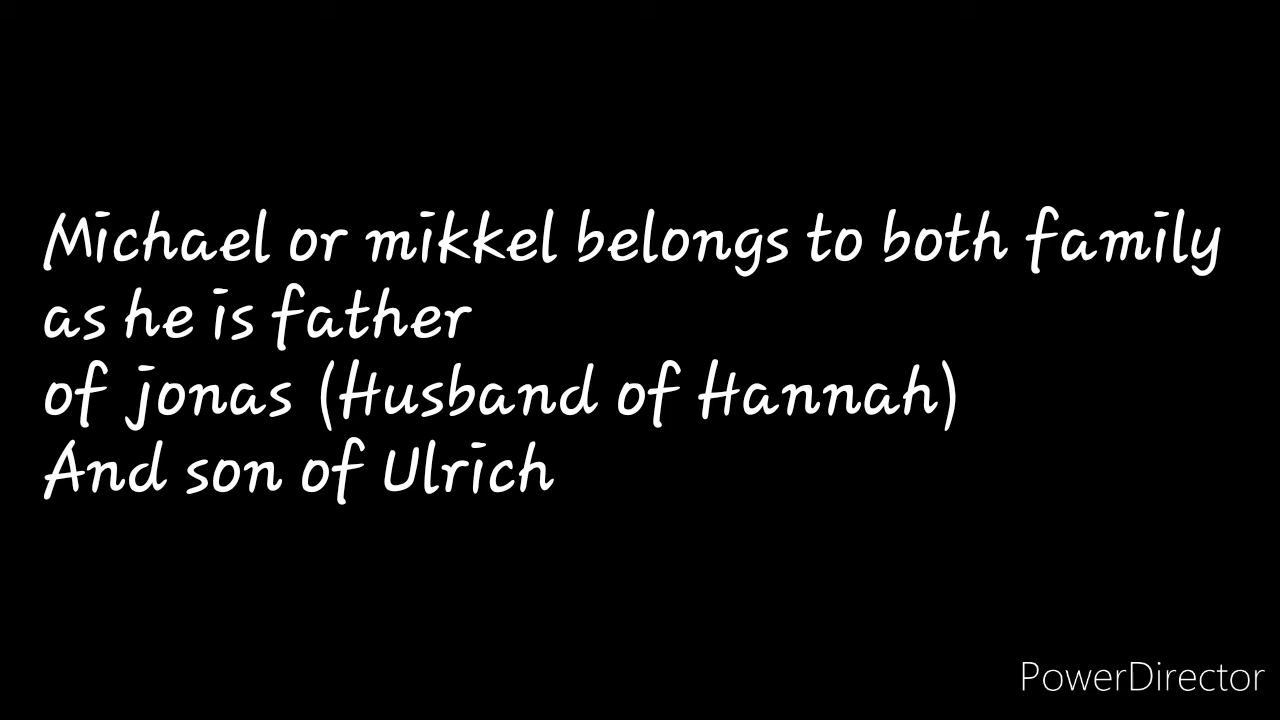 Michael or mikkel belongs to both family
as he is father
of jonas (Husband of Hannah)
And son of Ulrich
PowerDirector